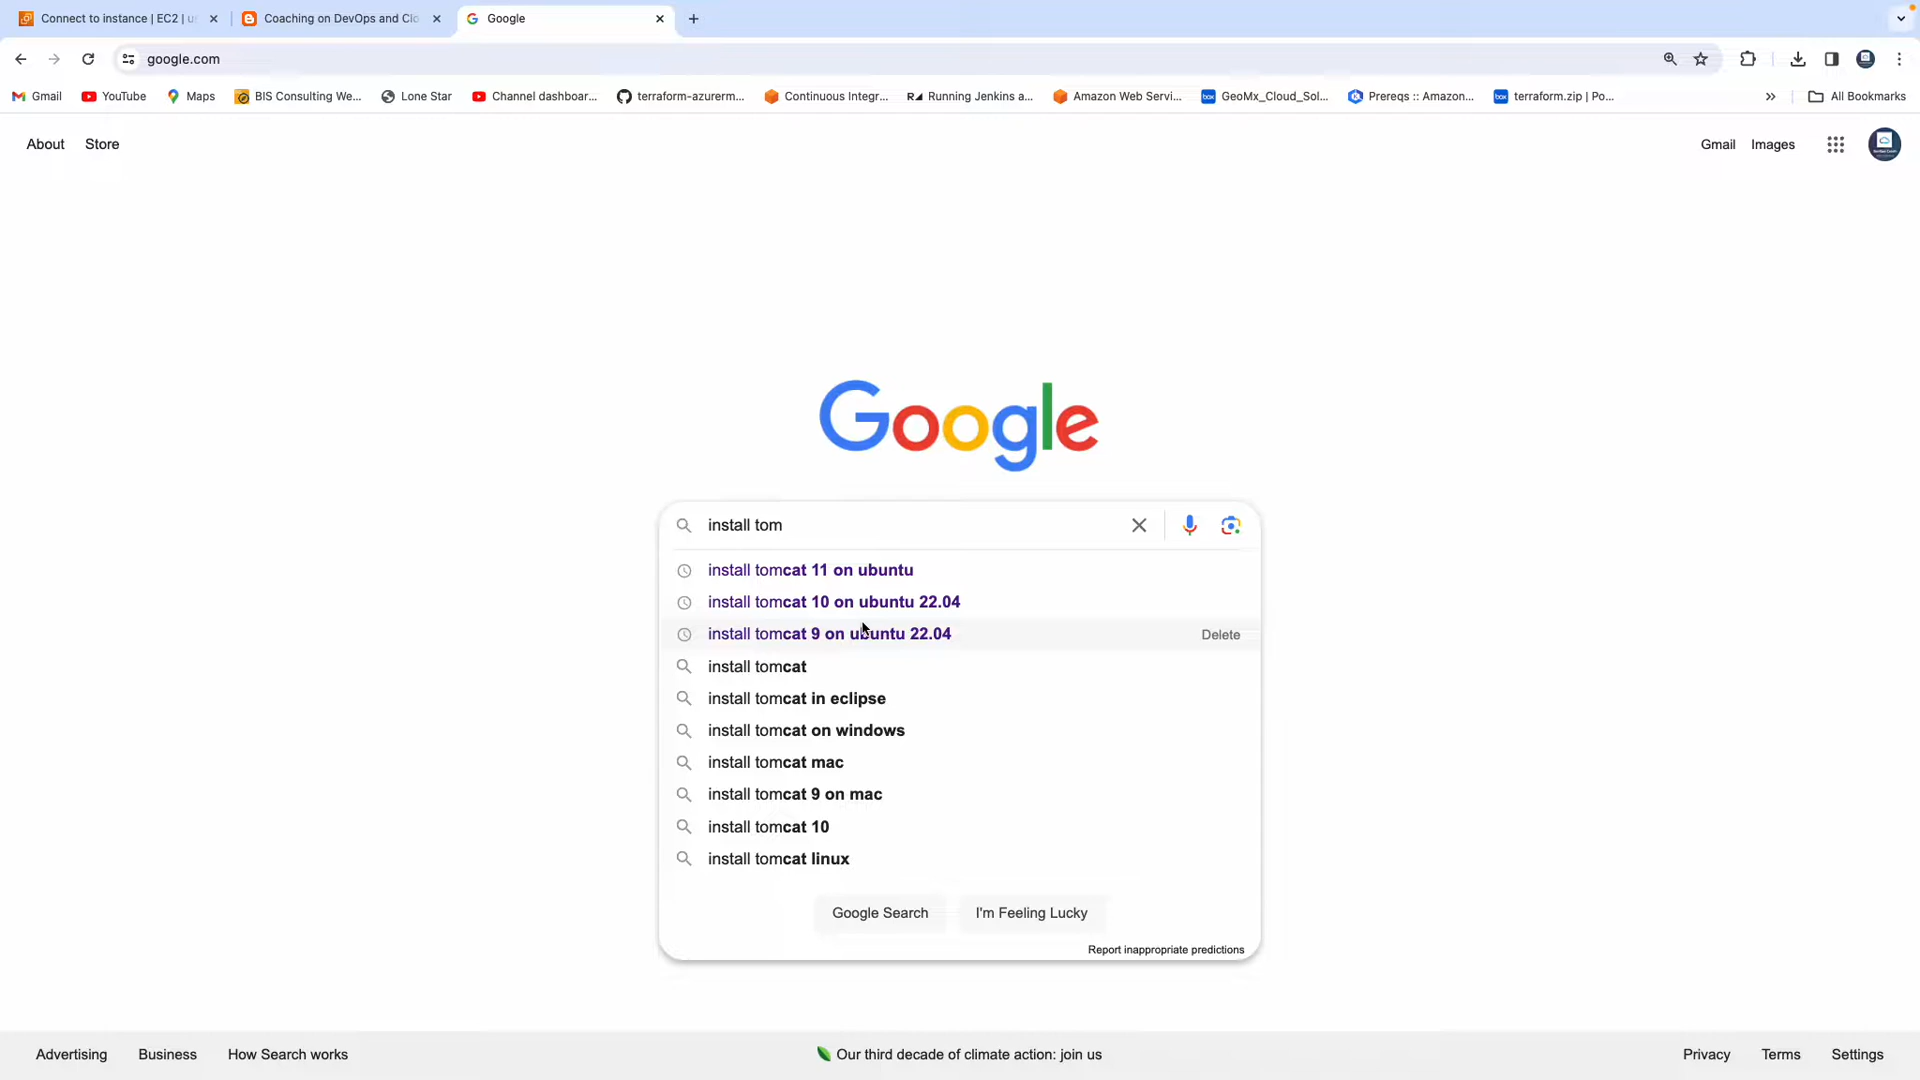 Connect to instance | EC2 | u
Coaching on DevOps and Clo
Google
google.com
Gmail
YouTube
Maps
BIS Consulting We...
Lone Star
Channel dashboar...
terraform-azurerm...
Continuous Integr...
Running Jenkins a...
Amazon Web Servi...
GeoMx_Cloud_Sol...
Prereqs :: Amazon...
terraform.zip | Po...
All Bookmarks
About
Store
Gmail
Images
Google
install tom
install tomcat 11 on ubuntu
install tomcat 10 on ubuntu 22.04
install tomcat 9 on ubuntu 22.04
Delete
install tomcat
install tomcat in eclipse
install tomcat on windows
install tomcat mac
install tomcat 9 on mac
install tomcat 10
install tomcat linux
Google Search
I'm Feeling Lucky
Report inappropriate predictions
Advertising
Business
How Search works
Our third decade of climate action: join us
Privacy
Terms
Settings